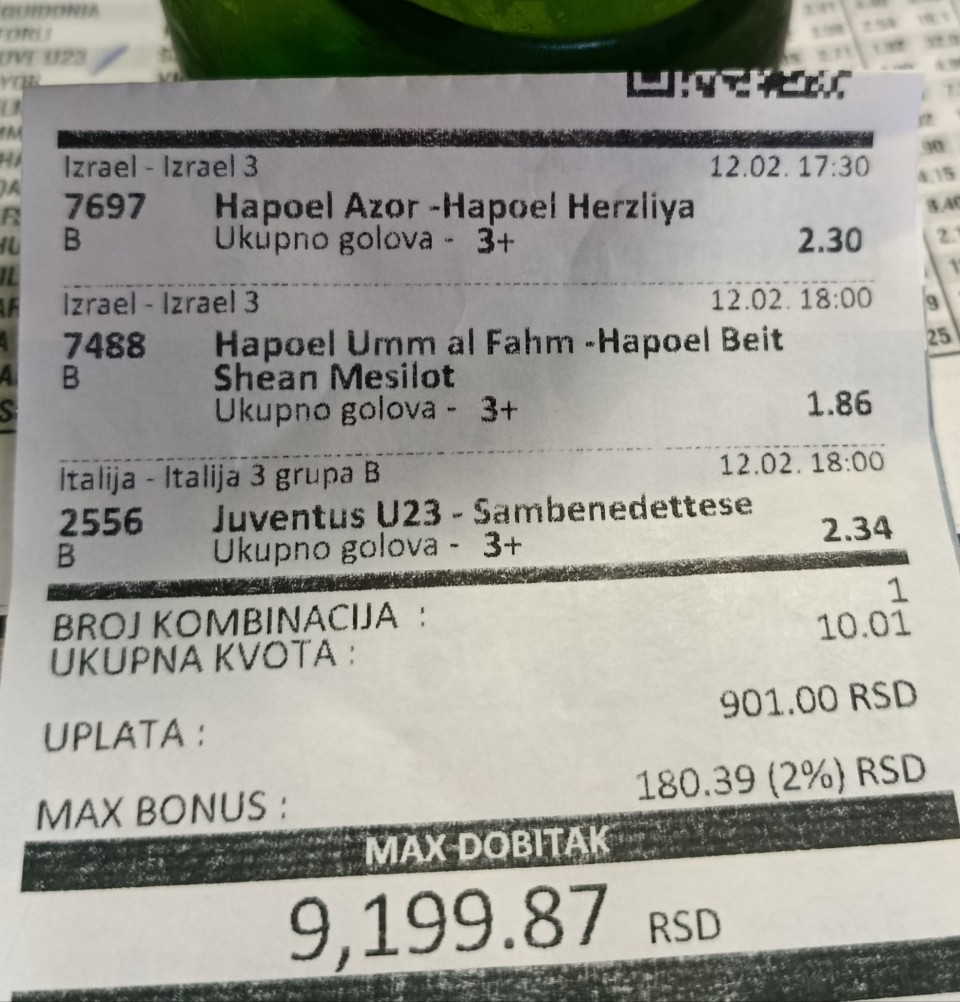 GUIDONIA
Izrael - Izrael 3 12.02. 17:30
7697 Hapoel Azor -Hapoel Herzliya
B Ukupno golova - 3+ 2.30
Izrael - Izrael 3 12.02. 18:00
7488 Hapoel Umm al Fahm -Hapoel Beit
B Shean Mesilot
Ukupno golova - 3+ 1.86
Italija - Italija 3 grupa B 12.02. 18:00
2556 Juventus U23 - Sambenedettese
B Ukupno golova - 3+ 2.34
BROJ KOMBINACIJA : 1
UKUPNA KVOTA : 10.01
UPLATA : 901.00 RSD
MAX BONUS : 180.39 (2%) RSD
MAX DOBITAK
9,199.87 RSD